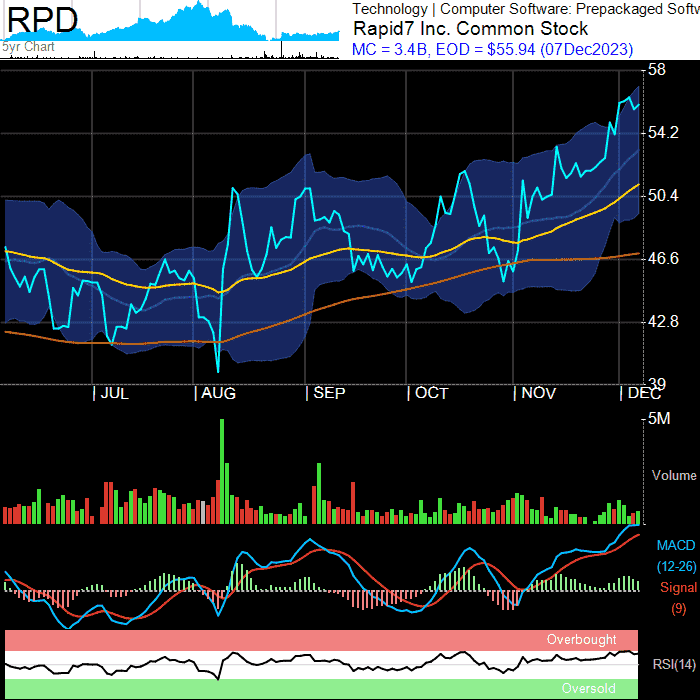 RPD
5yr Chart
Technology | Computer Software: Prepackaged Softw
Rapid7 Inc. Common Stock
MC = 3.4B, EOD = $55.94 (07Dec2023)
58
54.2
50.4
46.6
42.8
39
JUL
AUG
SEP
OCT
NOV
DEC
5M
Volume
MACD
(12-26)
Signal
(9)
Overbought
RSI(14)
Oversold